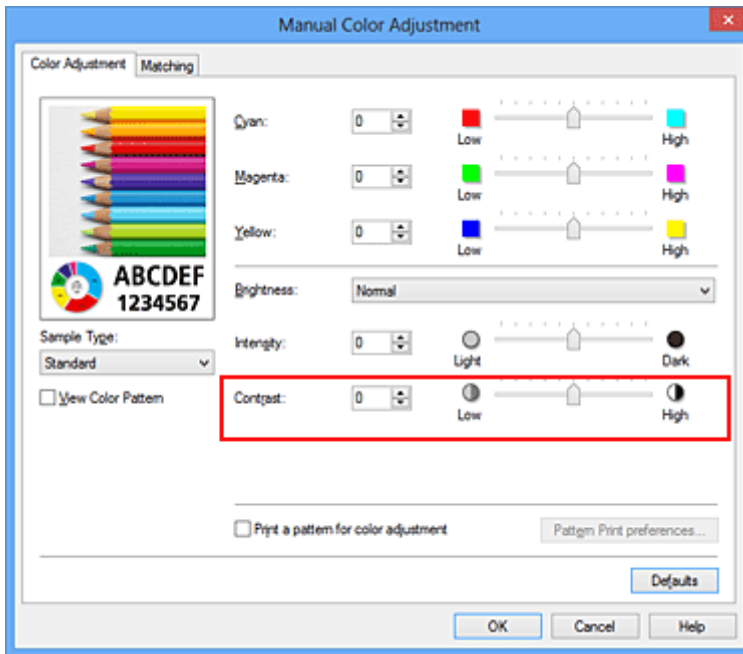 Manual Color Adjustment
Color Adjustment Matching
Cyan: 0 Low High
Magenta: 0 Low High
Yellow: 0 Low High
ABCDEF
1234567
Brightness: Normal
Sample Type:
Standard
Intensity: 0 Light Dark
View Color Pattern
Contrast: 0 Low High
Print a pattern for color adjustment Pattern Print preferences...
Defaults
OK Cancel Help